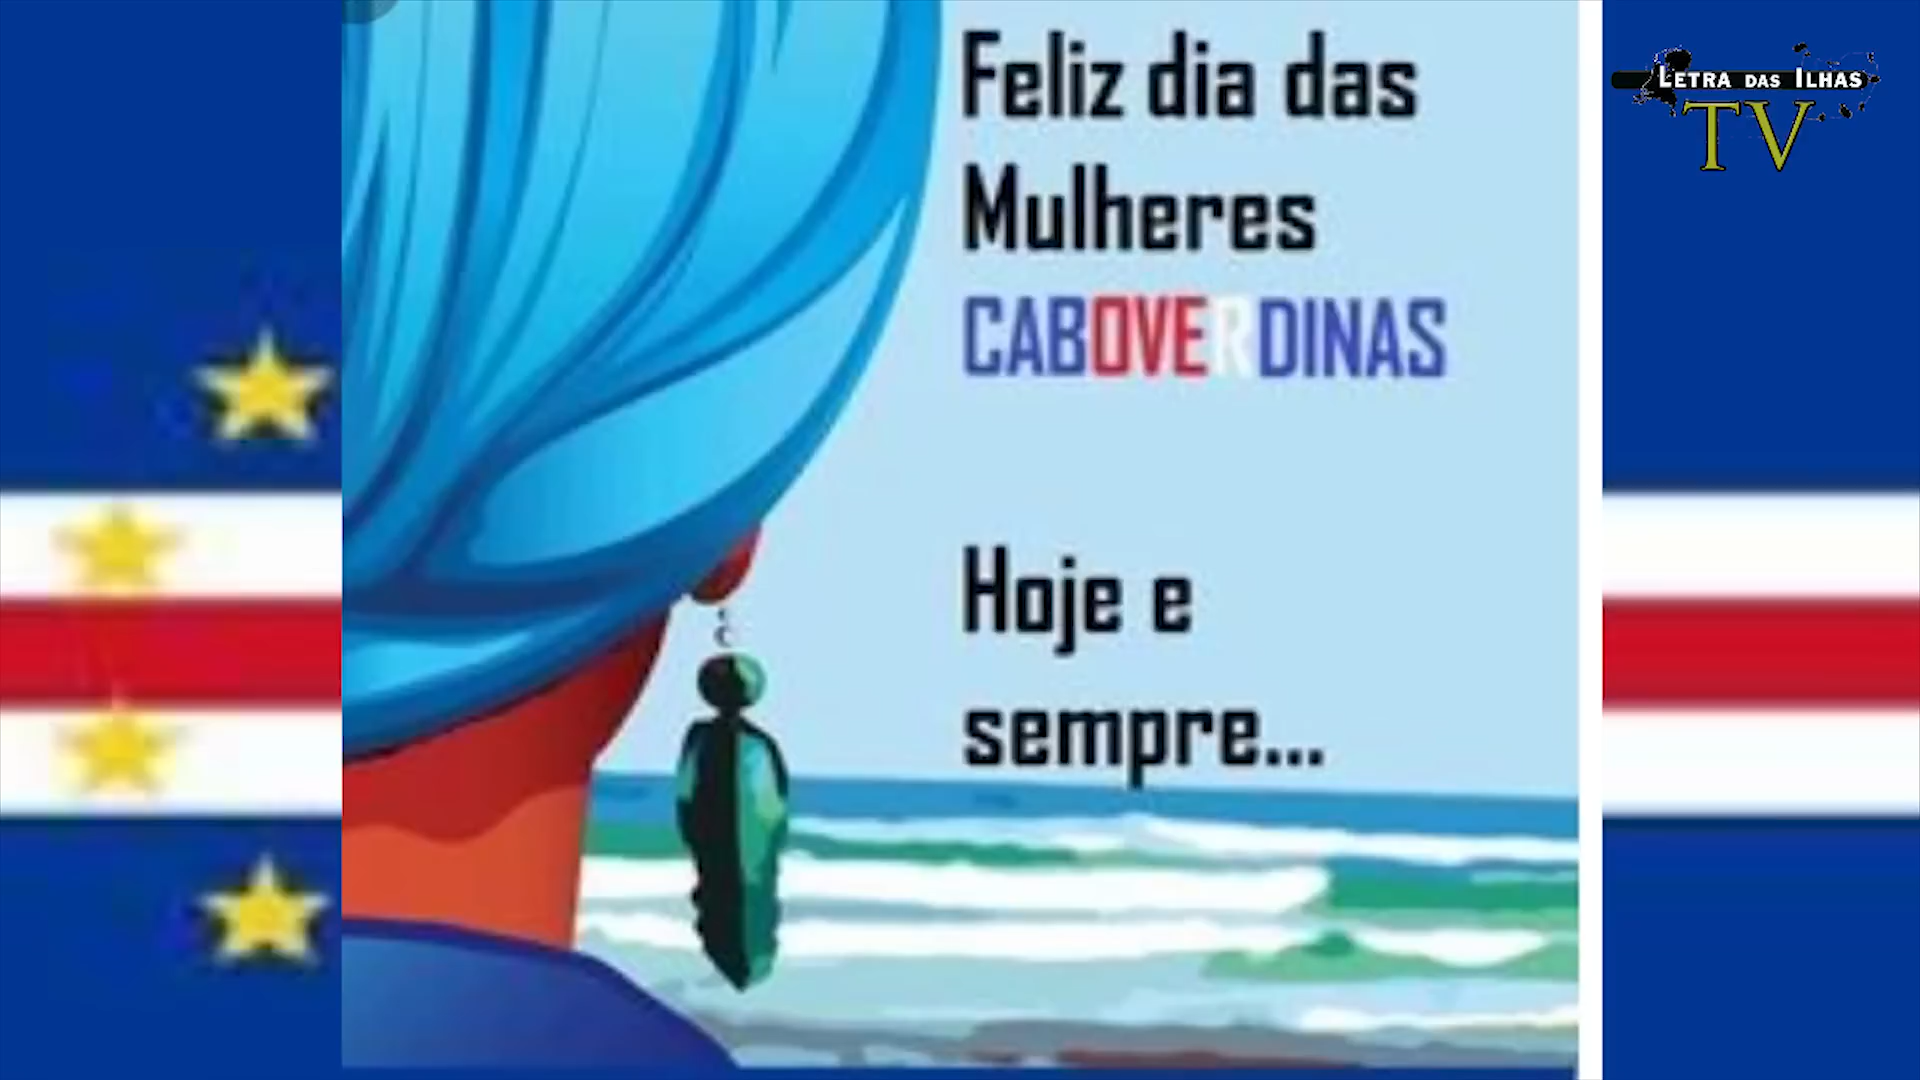 Feliz dia das
Mulheres
CABOVERDINAS
Hoje e
sempre...
LETRA DAS ILHAS
TV